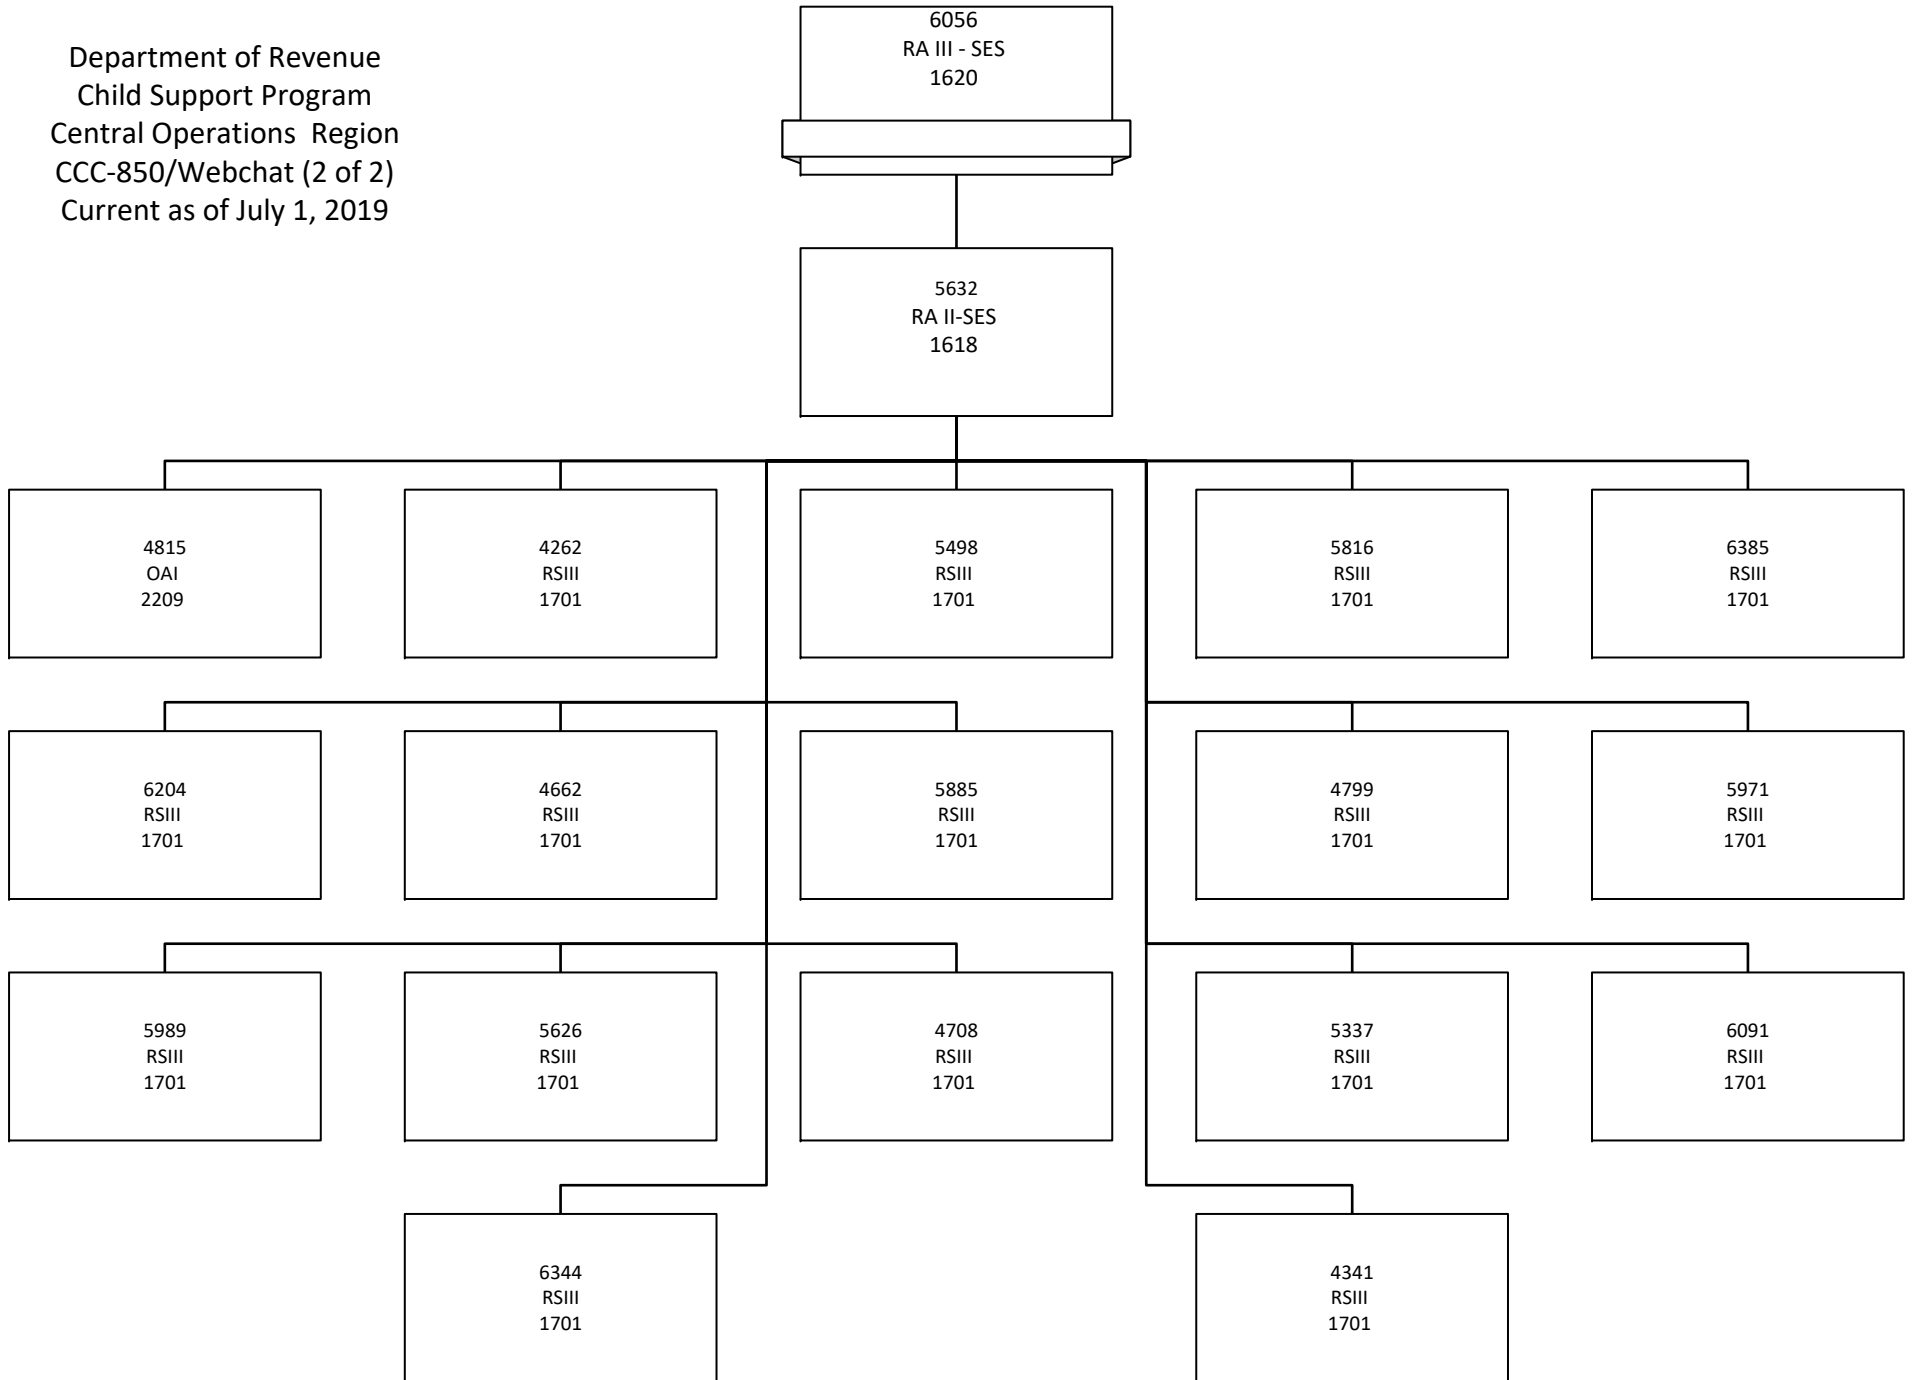 Department of Revenue
Child Support Program
Central Operations  Region
CCC-850/Webchat (2 of 2)
Current as of July 1, 2019
6056
RA III - SES
1620
5632
RA II-SES
1618
4815
OAI
2209
4262
RSIII
1701
5498
RSIII
1701
5816
RSIII
1701
6385
RSIII
1701
6204
RSIII
1701
4662
RSIII
1701
5885
RSIII
1701
4799
RSIII
1701
5971
RSIII
1701
5989
RSIII
1701
5626
RSIII
1701
4708
RSIII
1701
5337
RSIII
1701
6091
RSIII
1701
6344
RSIII
1701
4341
RSIII
1701